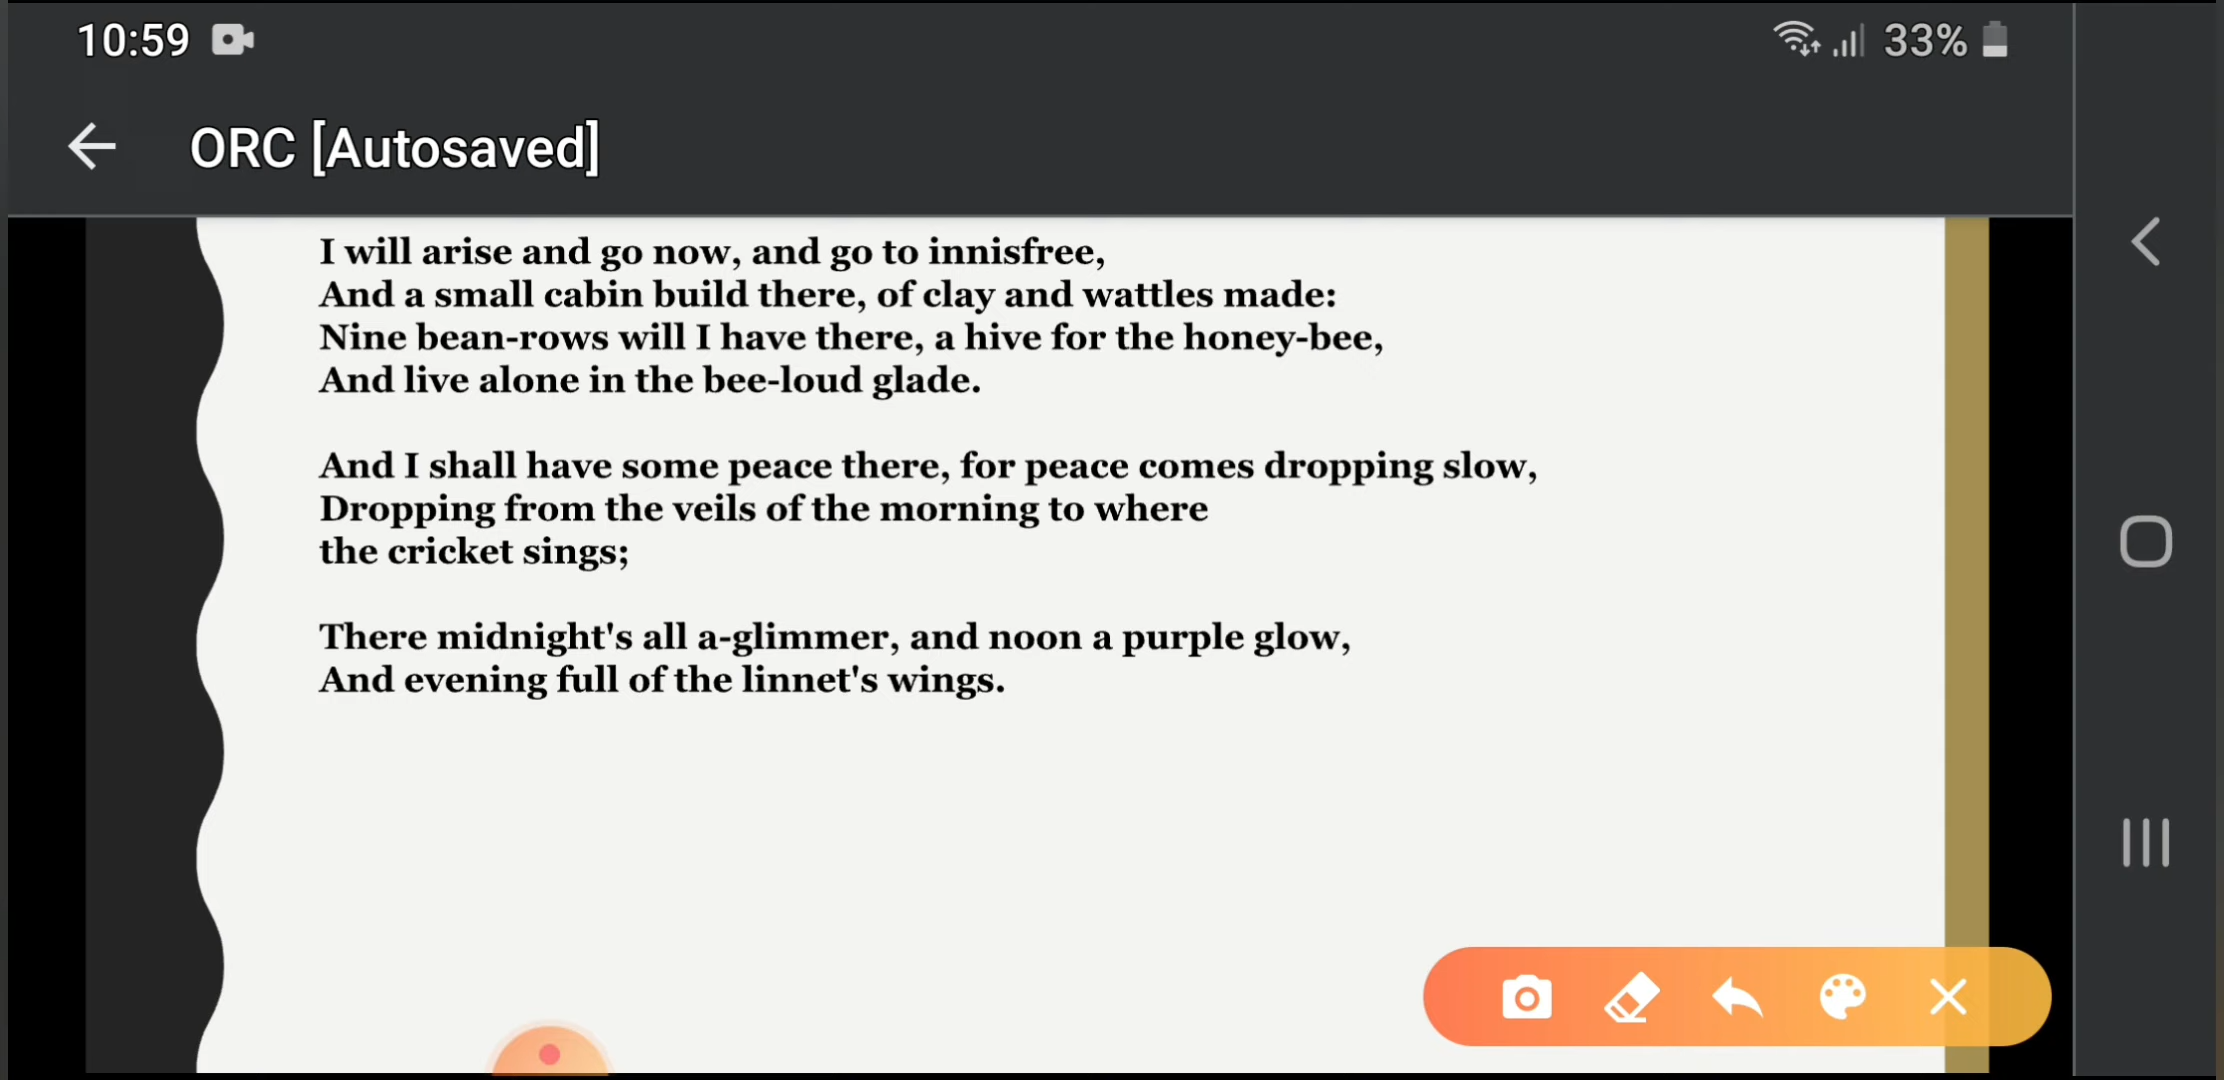 10:59
33%
ORC [Autosaved]
I will arise and go now, and go to innisfree,
And a small cabin build there, of clay and wattles made:
Nine bean-rows will I have there, a hive for the honey-bee,
And live alone in the bee-loud glade.
And I shall have some peace there, for peace comes dropping slow,
Dropping from the veils of the morning to where
the cricket sings;
There midnight's all a-glimmer, and noon a purple glow,
And evening full of the linnet's wings.